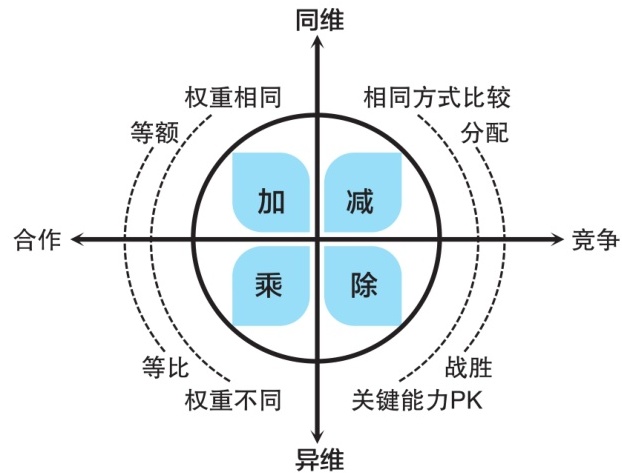 同维
权重相同
相同方式比较
等额
分配
加
减
合作
竞争
乘
除
等比
战胜
权重不同
关键能力PK
异维